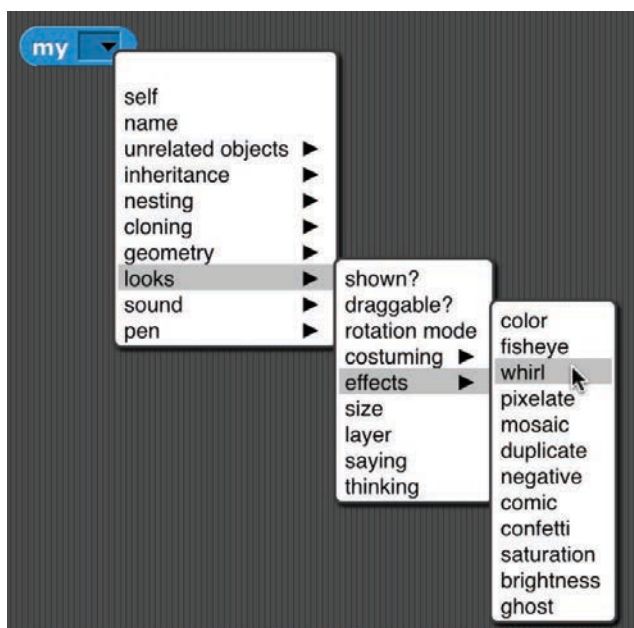 my
self
name
unrelated objects
inheritance
nesting
cloning
geometry
looks
sound
pen
shown?
draggable?
rotation mode
costuming
effects
size
layer
saying
thinking
color
fisheye
whirl
pixelate
mosaic
duplicate
negative
comic
confetti
saturation
brightness
ghost